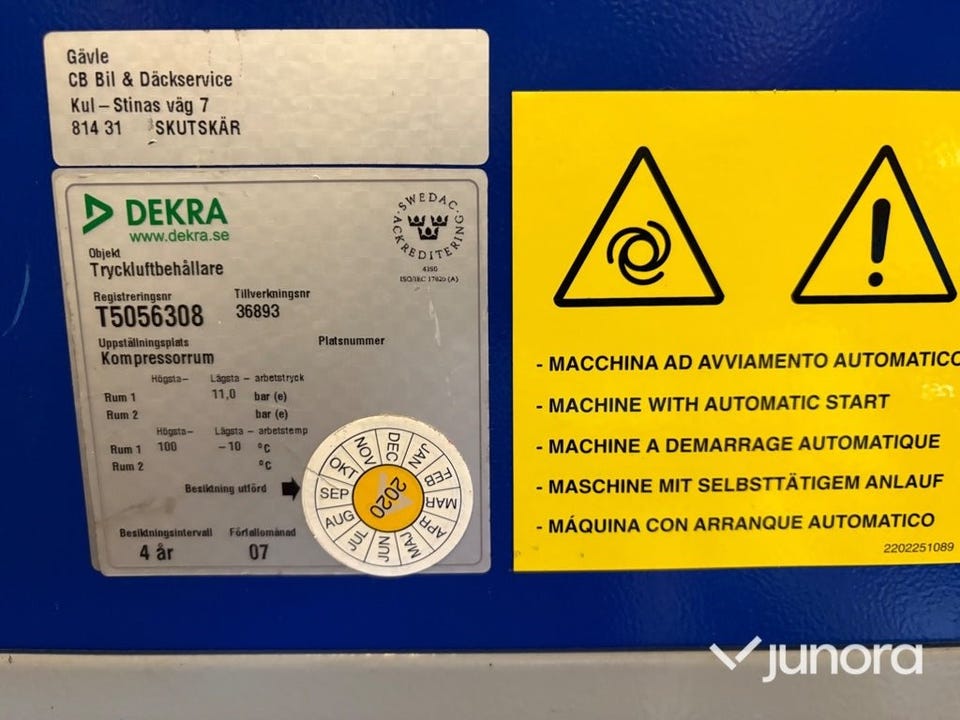 Gävle
CB Bil & Däckservice
Kul – Stinas väg 7
814 31 SKUTSKÄR
DEKRA
www.dekra.se
SWEDAC
ACKREDITERING
ISO/IEC 17020 (A)
Objekt
Tryckluftbehållare
Registreringsnr Tillverkningsnr
T5056308 36893
Uppställningsplats Platsnummer
Kompressorrum
Högsta– Lägsta – arbetstryck
Rum 1 11,0 bar (e)
Rum 2 bar (e)
Högsta– Lägsta – arbetstemp
Rum 1 100 – 10 °C
Rum 2 °C
Besiktning utförd
JAN FEB MAR APR MAJ JUN JUL AUG SEP OKT NOV DEC
2020
Besiktningsintervall Förfallomånad
4 år 07
- MACCHINA AD AVVIAMENTO AUTOMATICO
- MACHINE WITH AUTOMATIC START
- MACHINE A DEMARRAGE AUTOMATIQUE
- MASCHINE MIT SELBSTTÄTIGEM ANLAUF
- MÁQUINA CON ARRANQUE AUTOMATICO
2202251089
junora